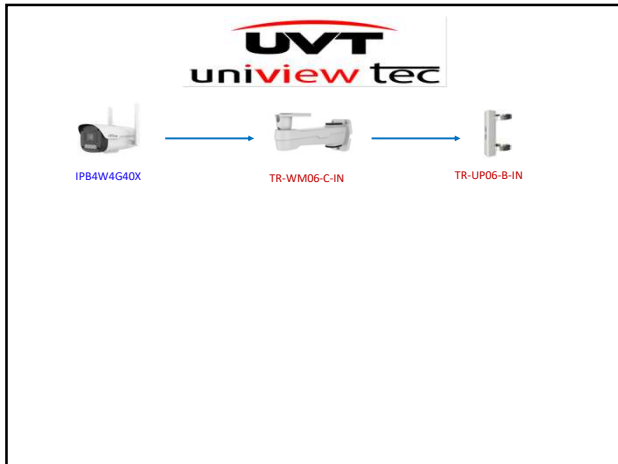 UVT
uniview tec
IPB4W4G40X
TR-WM06-C-IN
TR-UP06-B-IN